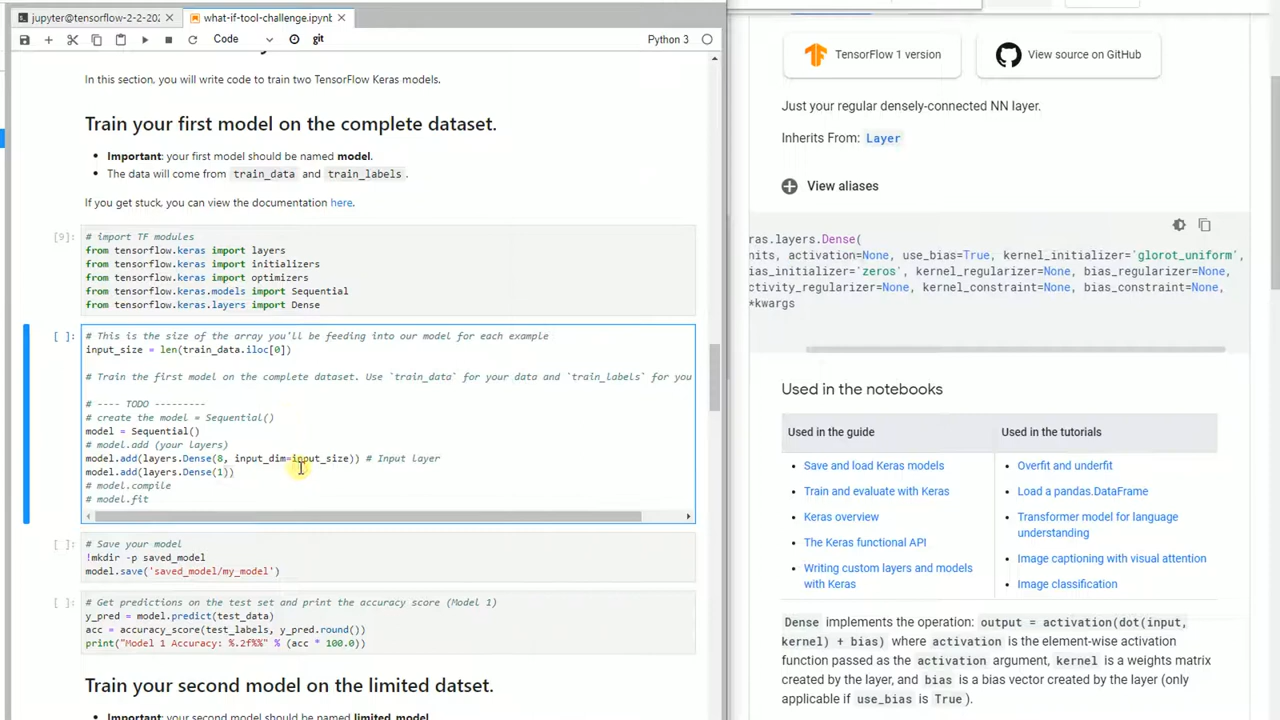 jupyter@tensorflow-2-2-202
what-if-tool-challenge.ipynb
Code
git
Python 3
In this section, you will write code to train two TensorFlow Keras models.
Train your first model on the complete dataset.
Important: your first model should be named model.
The data will come from train_data and train_labels.
If you get stuck, you can view the documentation here.
[9]:
# import TF modules
from tensorflow.keras import layers
from tensorflow.keras import initializers
from tensorflow.keras import optimizers
from tensorflow.keras.models import Sequential
from tensorflow.keras.layers import Dense
[ ]:
# This is the size of the array you'll be feeding into our model for each example
input_size = len(train_data.iloc[0])
# Train the first model on the complete dataset. Use `train_data` for your data and `train_labels` for you
# ---- TODO ---------
# create the model = Sequential()
model = Sequential()
# model.add (your layers)
model.add(layers.Dense(8, input_dim=input_size)) # Input layer
model.add(layers.Dense(1))
# model.compile
# model.fit
[ ]:
# Save your model
!mkdir -p saved_model
model.save('saved_model/my_model')
[ ]:
# Get predictions on the test set and print the accuracy score (Model 1)
y_pred = model.predict(test_data)
acc = accuracy_score(test_labels, y_pred.round())
print("Model 1 Accuracy: %.2f%%" % (acc * 100.0))
Train your second model on the limited datset.
Important: your second model should be named limited_model.
TensorFlow 1 version
View source on GitHub
Just your regular densely-connected NN layer.
Inherits From: Layer
View aliases
ras.layers.Dense(
nits, activation=None, use_bias=True, kernel_initializer='glorot_uniform',
ias_initializer='zeros', kernel_regularizer=None, bias_regularizer=None,
ctivity_regularizer=None, kernel_constraint=None, bias_constraint=None,
*kwargs
Used in the notebooks
Used in the guide
Used in the tutorials
Save and load Keras models
Train and evaluate with Keras
Keras overview
The Keras functional API
Writing custom layers and models
with Keras
Overfit and underfit
Load a pandas.DataFrame
Transformer model for language
understanding
Image captioning with visual attention
Image classification
Dense implements the operation: output = activation(dot(input,
kernel) + bias) where activation is the element-wise activation
function passed as the activation argument, kernel is a weights matrix
created by the layer, and bias is a bias vector created by the layer (only
applicable if use_bias is True).